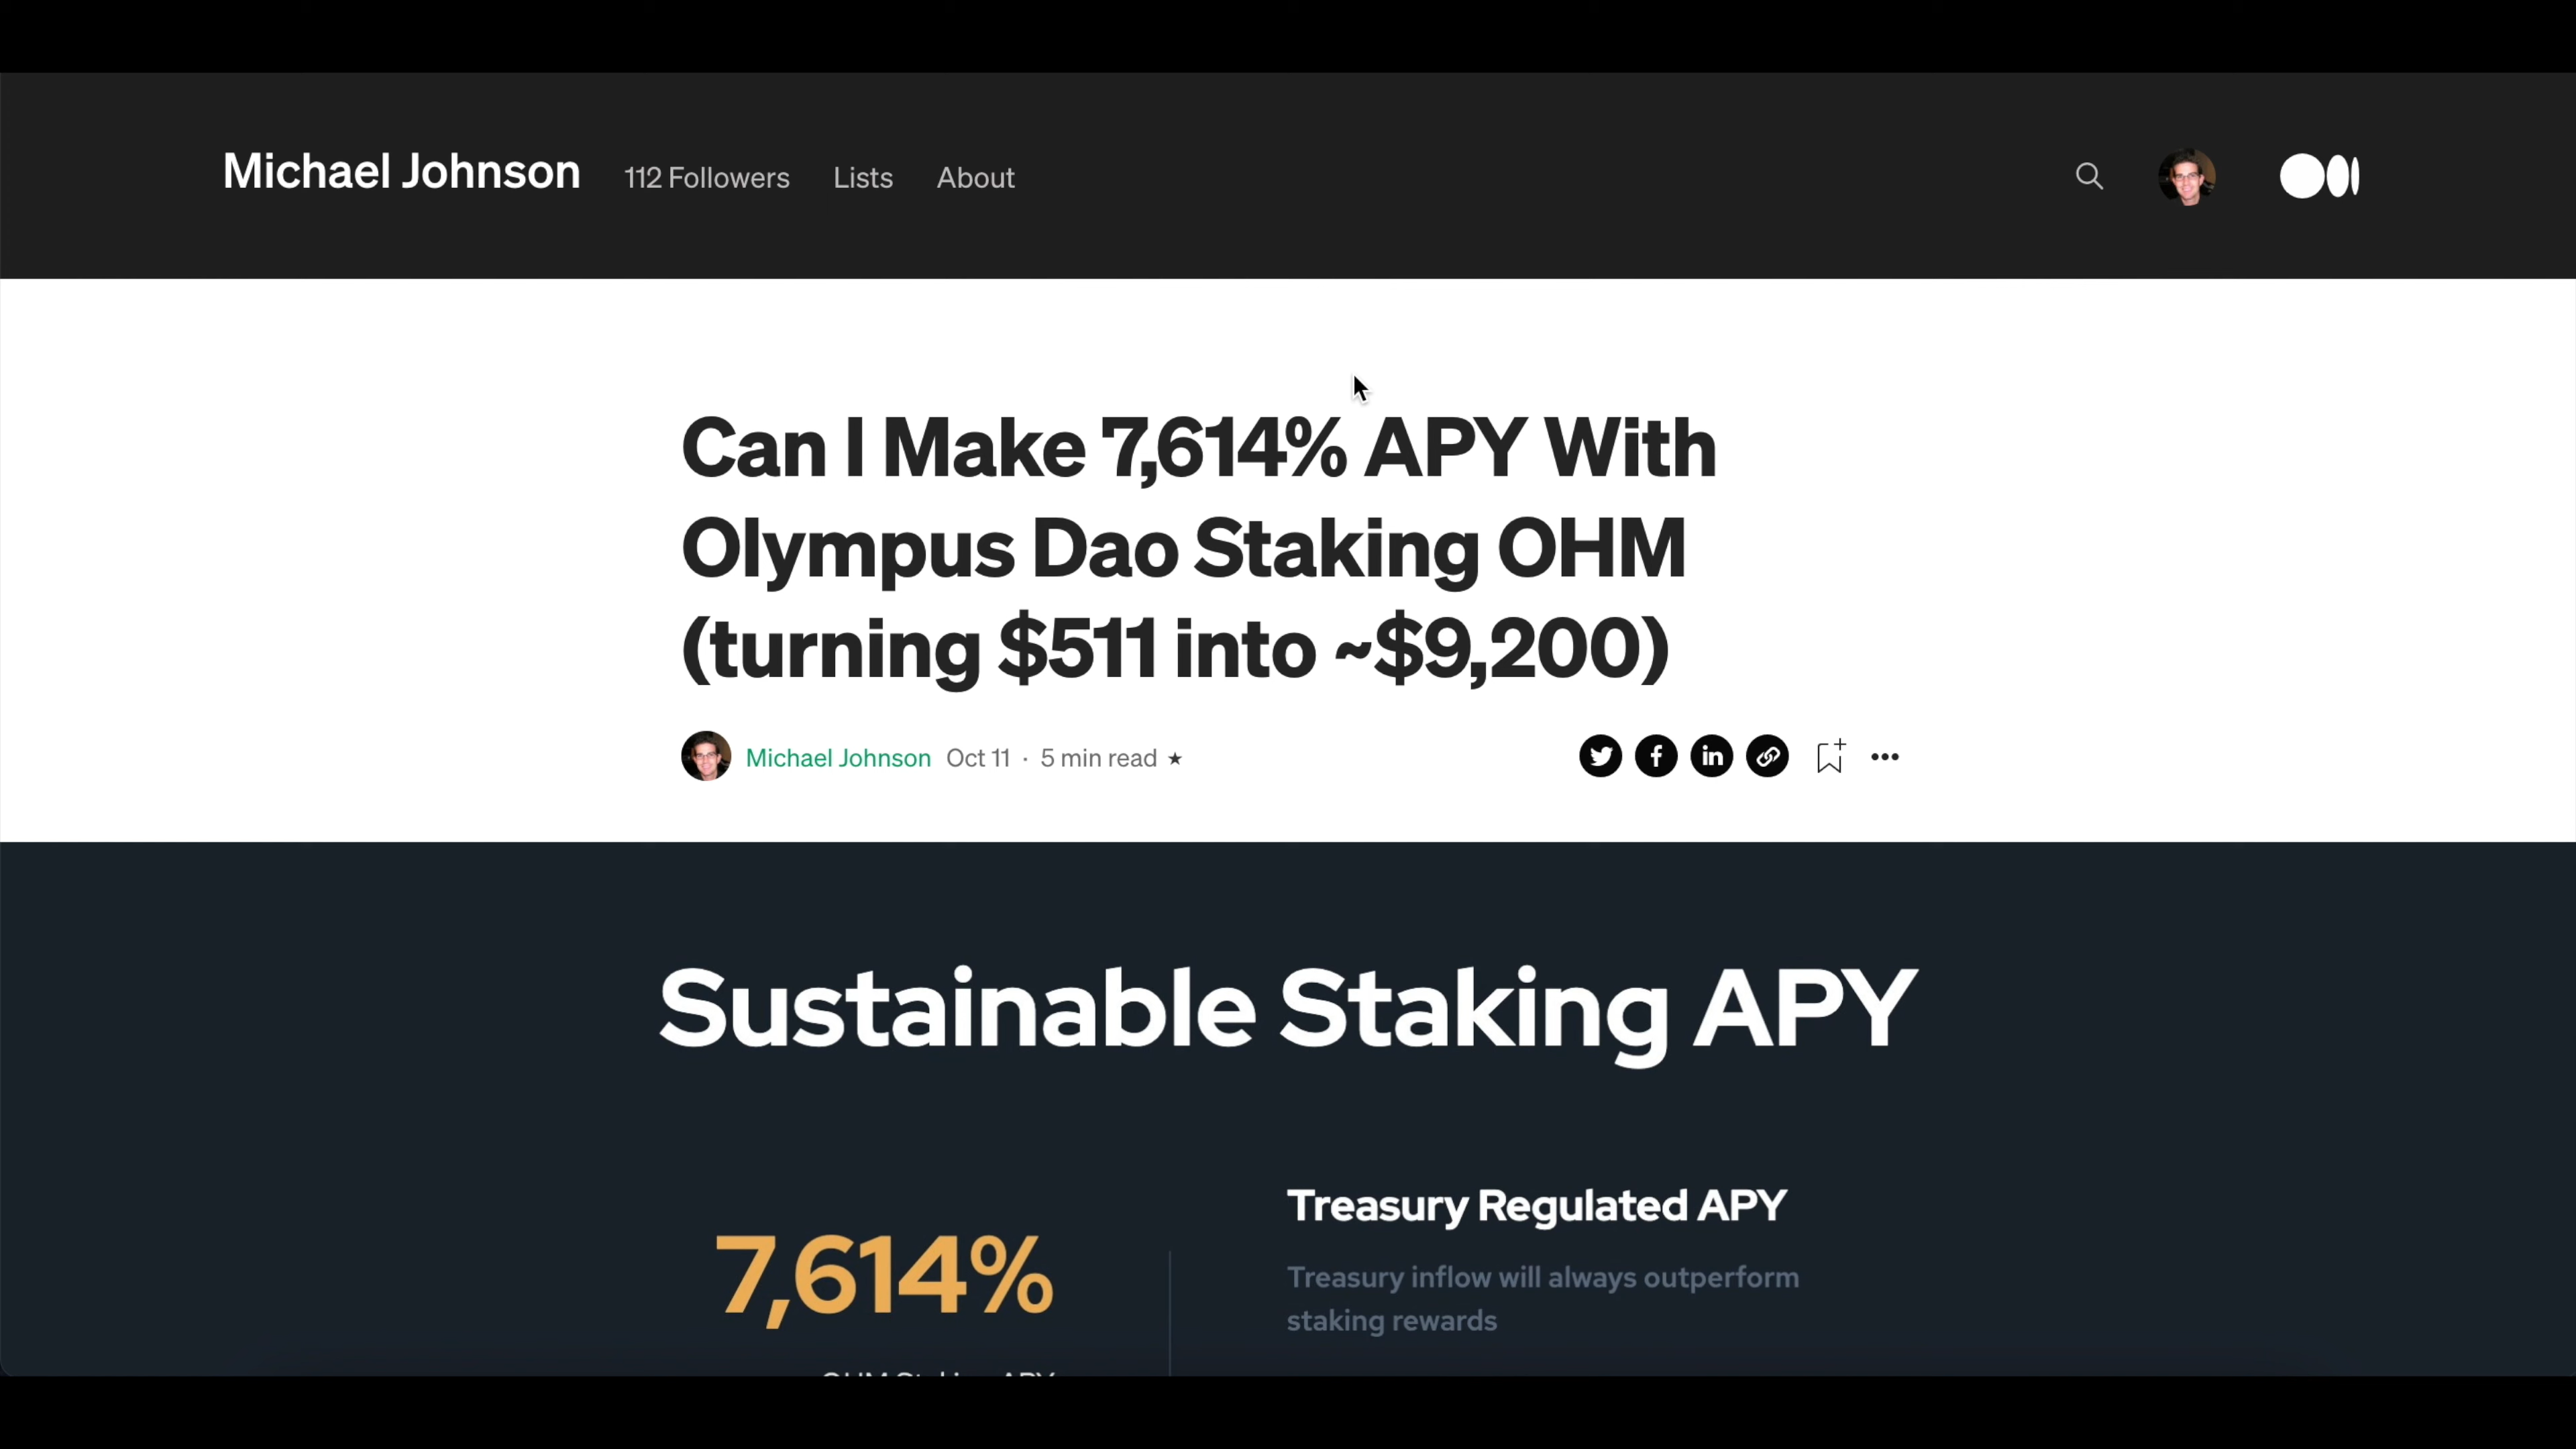 Michael Johnson 112 Followers Lists About
Can I Make 7,614% APY With
Olympus Dao Staking OHM
(turning $511 into ~$9,200)
Michael Johnson Oct 11 · 5 min read ★
Sustainable Staking APY
7,614%
Treasury Regulated APY
Treasury inflow will always outperform
staking rewards